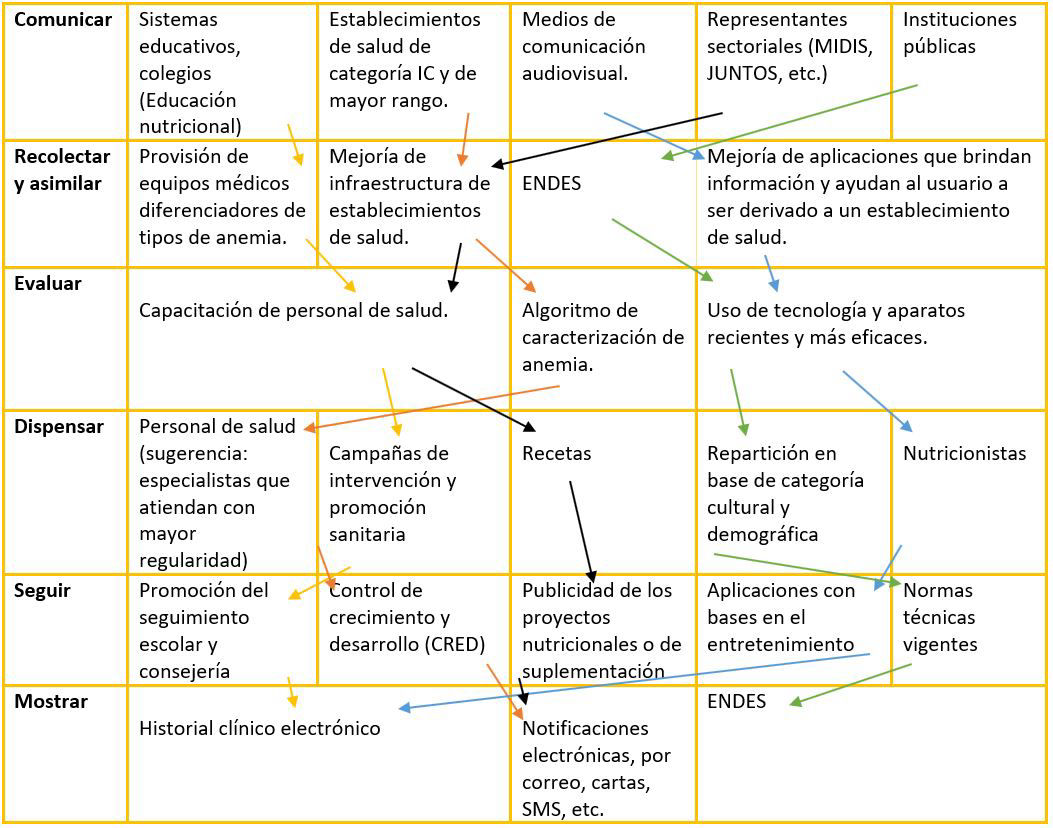 Comunicar
Sistemas
educativos,
colegios
(Educación
nutricional)
Establecimientos
de salud de
categoría IC y de
mayor rango.
Medios de
comunicación
audiovisual.
Representantes
sectoriales (MIDIS,
JUNTOS, etc.)
Instituciones
públicas
Recolectar
y asimilar
Provisión de
equipos médicos
diferenciadores de
tipos de anemia.
Mejoría de
infraestructura de
establecimientos
de salud.
ENDES
Mejoría de aplicaciones que brindan
información y ayudan al usuario a
ser derivado a un establecimiento
de salud.
Evaluar
Capacitación de personal de salud.
Algoritmo de
caracterización de
anemia.
Uso de tecnología y aparatos
recientes y más eficaces.
Dispensar
Personal de salud
(sugerencia:
especialistas que
atiendan con
mayor
regularidad)
Campañas de
intervención y
promoción
sanitaria
Recetas
Repartición en
base de categoría
cultural y
demográfica
Nutricionistas
Seguir
Promoción del
seguimiento
escolar y
consejería
Control de
crecimiento y
desarrollo (CRED)
Publicidad de los
proyectos
nutricionales o de
suplementación
Aplicaciones con
bases en el
entretenimiento
Normas
técnicas
vigentes
Mostrar
Historial clínico electrónico
Notificaciones
electrónicas, por
correo, cartas,
SMS, etc.
ENDES